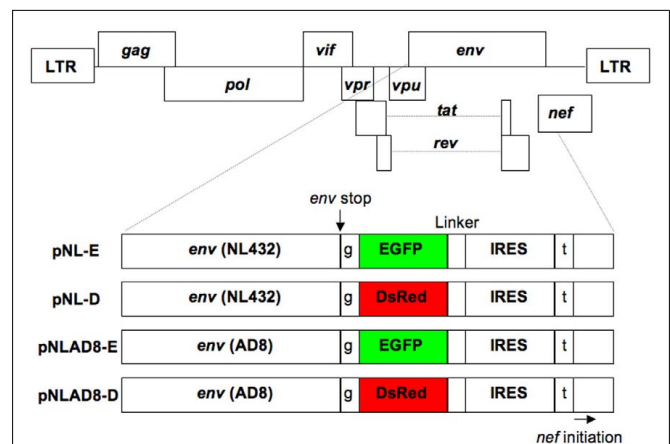 gag vif env
LTR LTR
pol vpr vpu
tat nef
rev
env stop
Linker
pNL-E env (NL432) g EGFP IRES t
pNL-D env (NL432) g DsRed IRES t
pNLAD8-E env (AD8) g EGFP IRES t
pNLAD8-D env (AD8) g DsRed IRES t
nef initiation